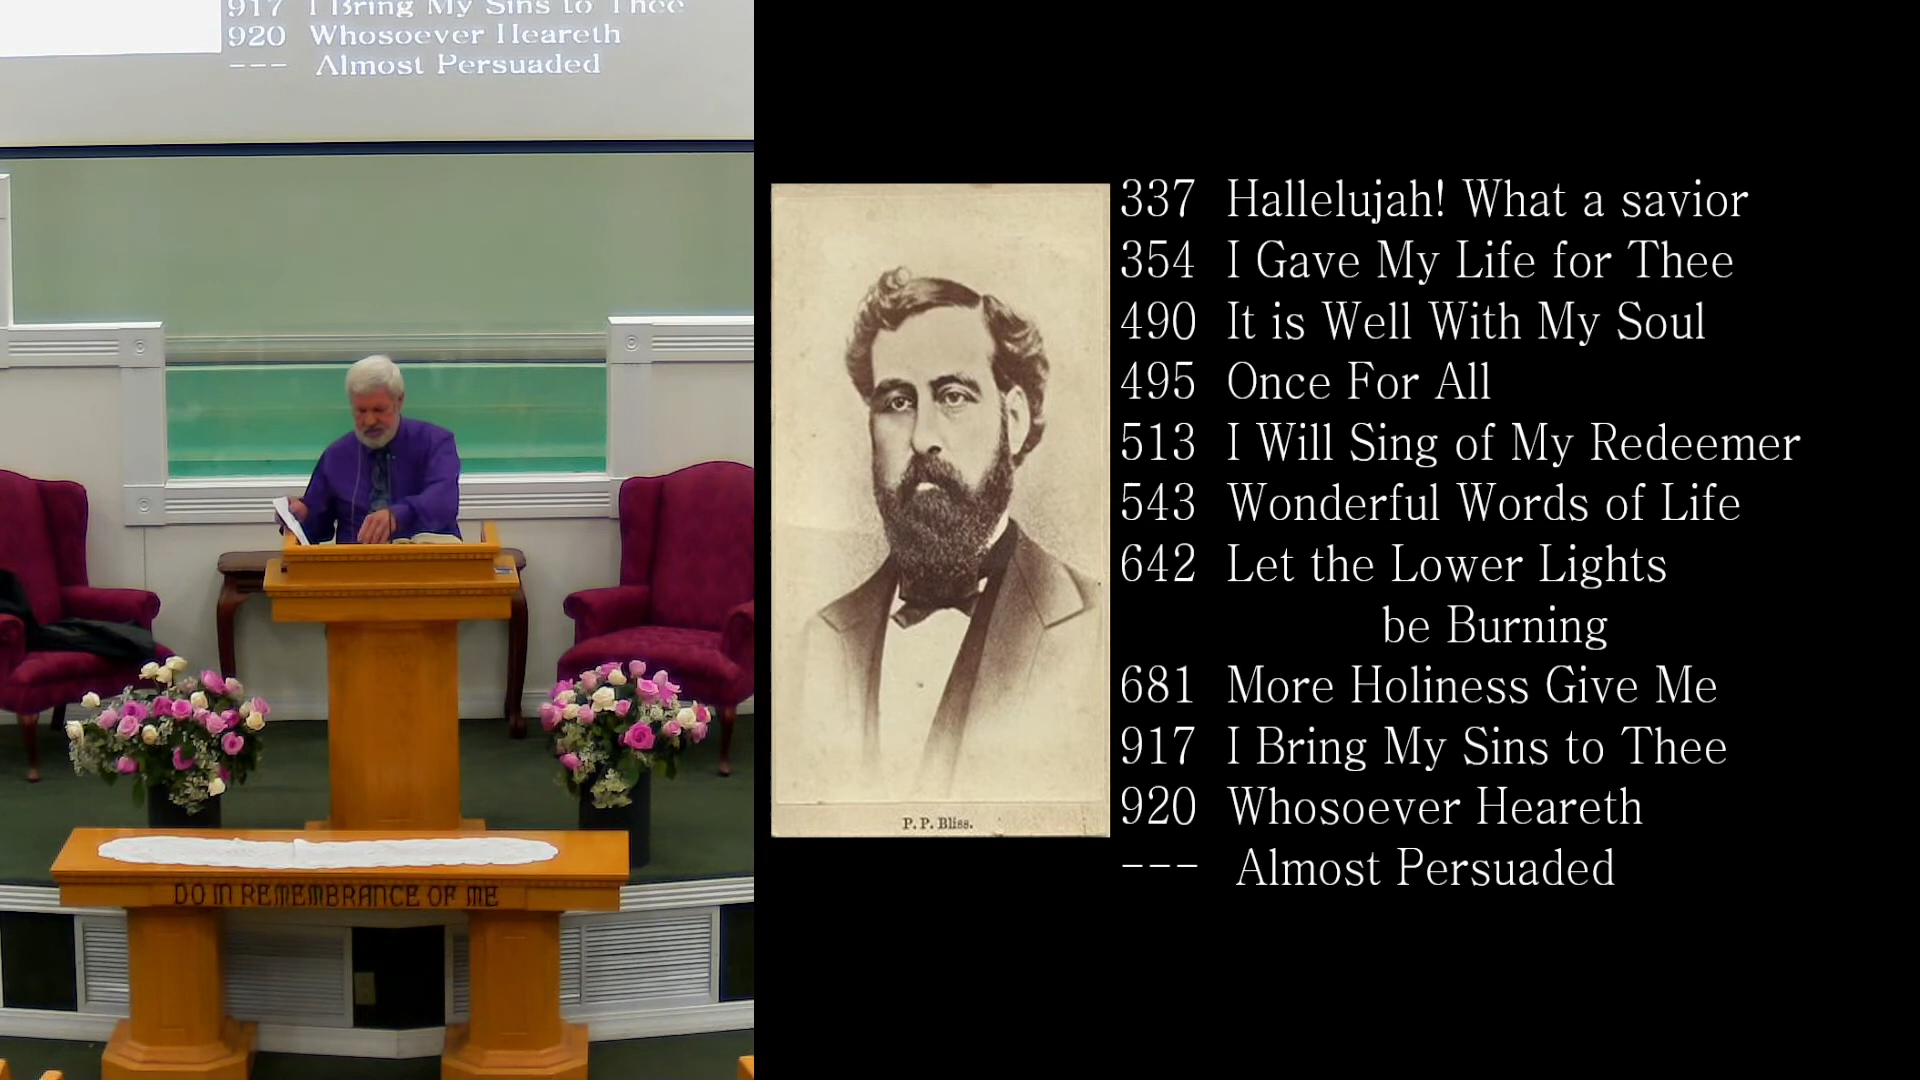 917 I Bring My Sins to Thee
920 Whosoever Heareth
--- Almost Persuaded
DO IN REMEMBRANCE OF ME
P. P. Bliss.
337 Hallelujah! What a savior
354 I Gave My Life for Thee
490 It is Well With My Soul
495 Once For All
513 I Will Sing of My Redeemer
543 Wonderful Words of Life
642 Let the Lower Lights
be Burning
681 More Holiness Give Me
917 I Bring My Sins to Thee
920 Whosoever Heareth
--- Almost Persuaded